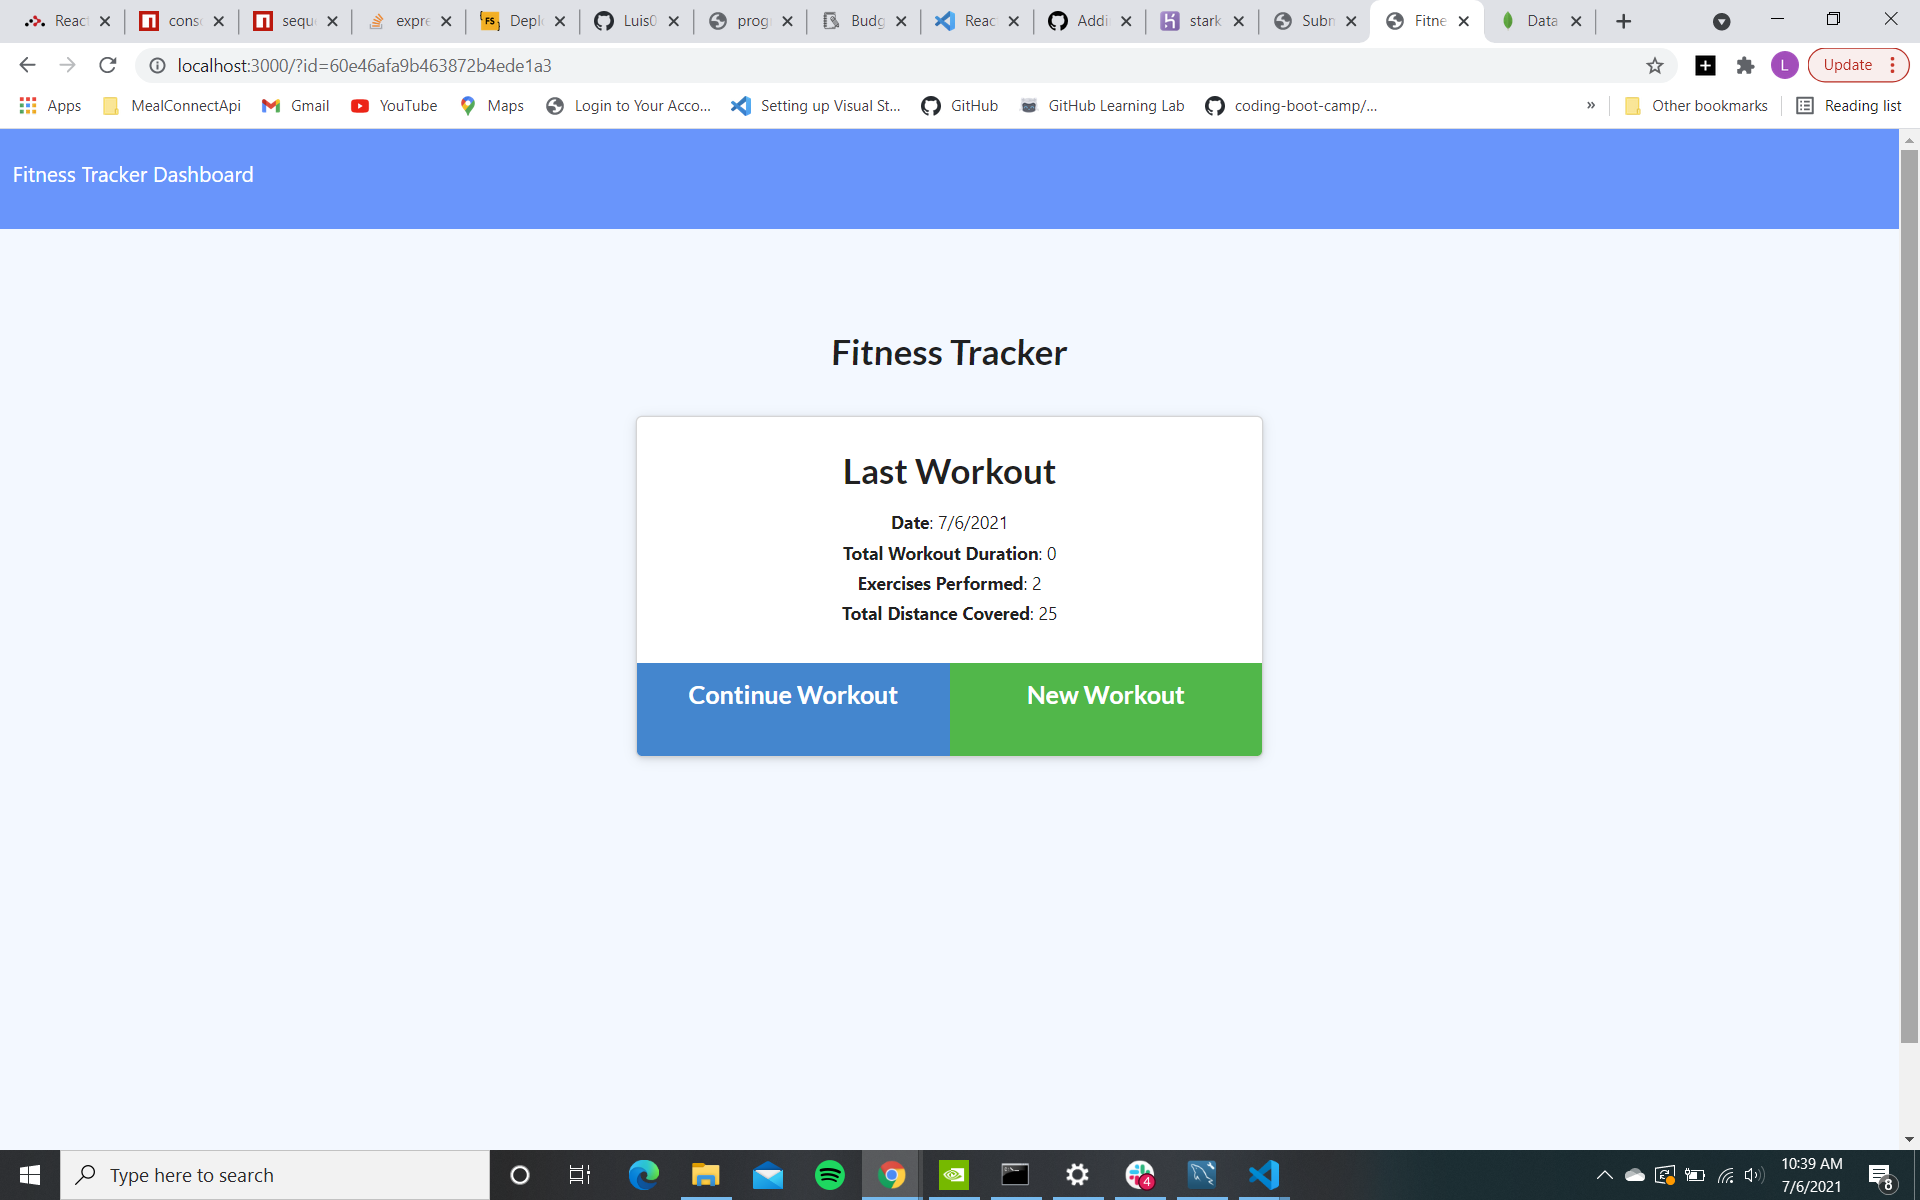 React
cons
sequ
expre
Depl
Luis0
prog
Budg
React
Addi
stark
Subm
Fitne
Data
localhost:3000/?id=60e46afa9b463872b4ede1a3
L
Update
Apps
MealConnectApi
Gmail
YouTube
Maps
Login to Your Acco...
Setting up Visual St...
GitHub
GitHub Learning Lab
coding-boot-camp/...
»
Other bookmarks
Reading list
Fitness Tracker Dashboard
Fitness Tracker
Last Workout
Date: 7/6/2021
Total Workout Duration: 0
Exercises Performed: 2
Total Distance Covered: 25
Continue Workout
New Workout
Type here to search
4
10:39 AM
7/6/2021
8